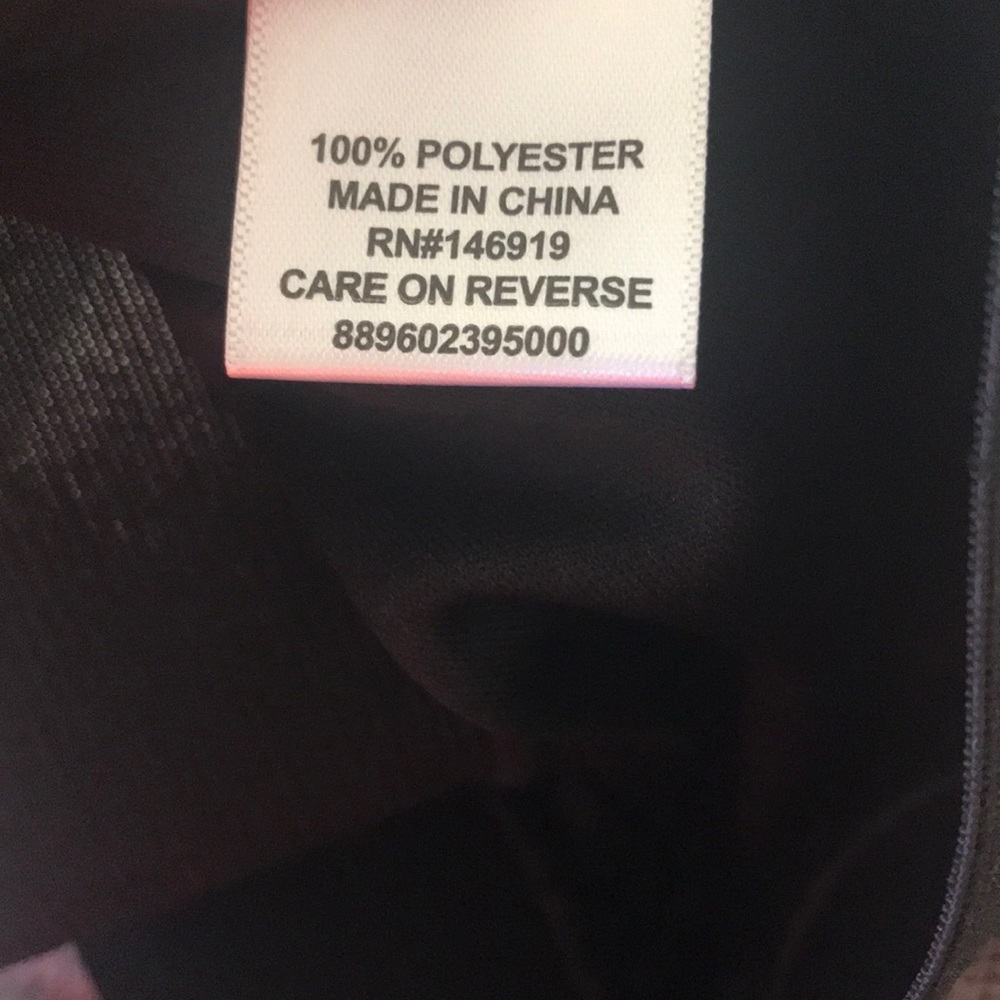 100% POLYESTER
MADE IN CHINA
RN#146919
CARE ON REVERSE
889602395000